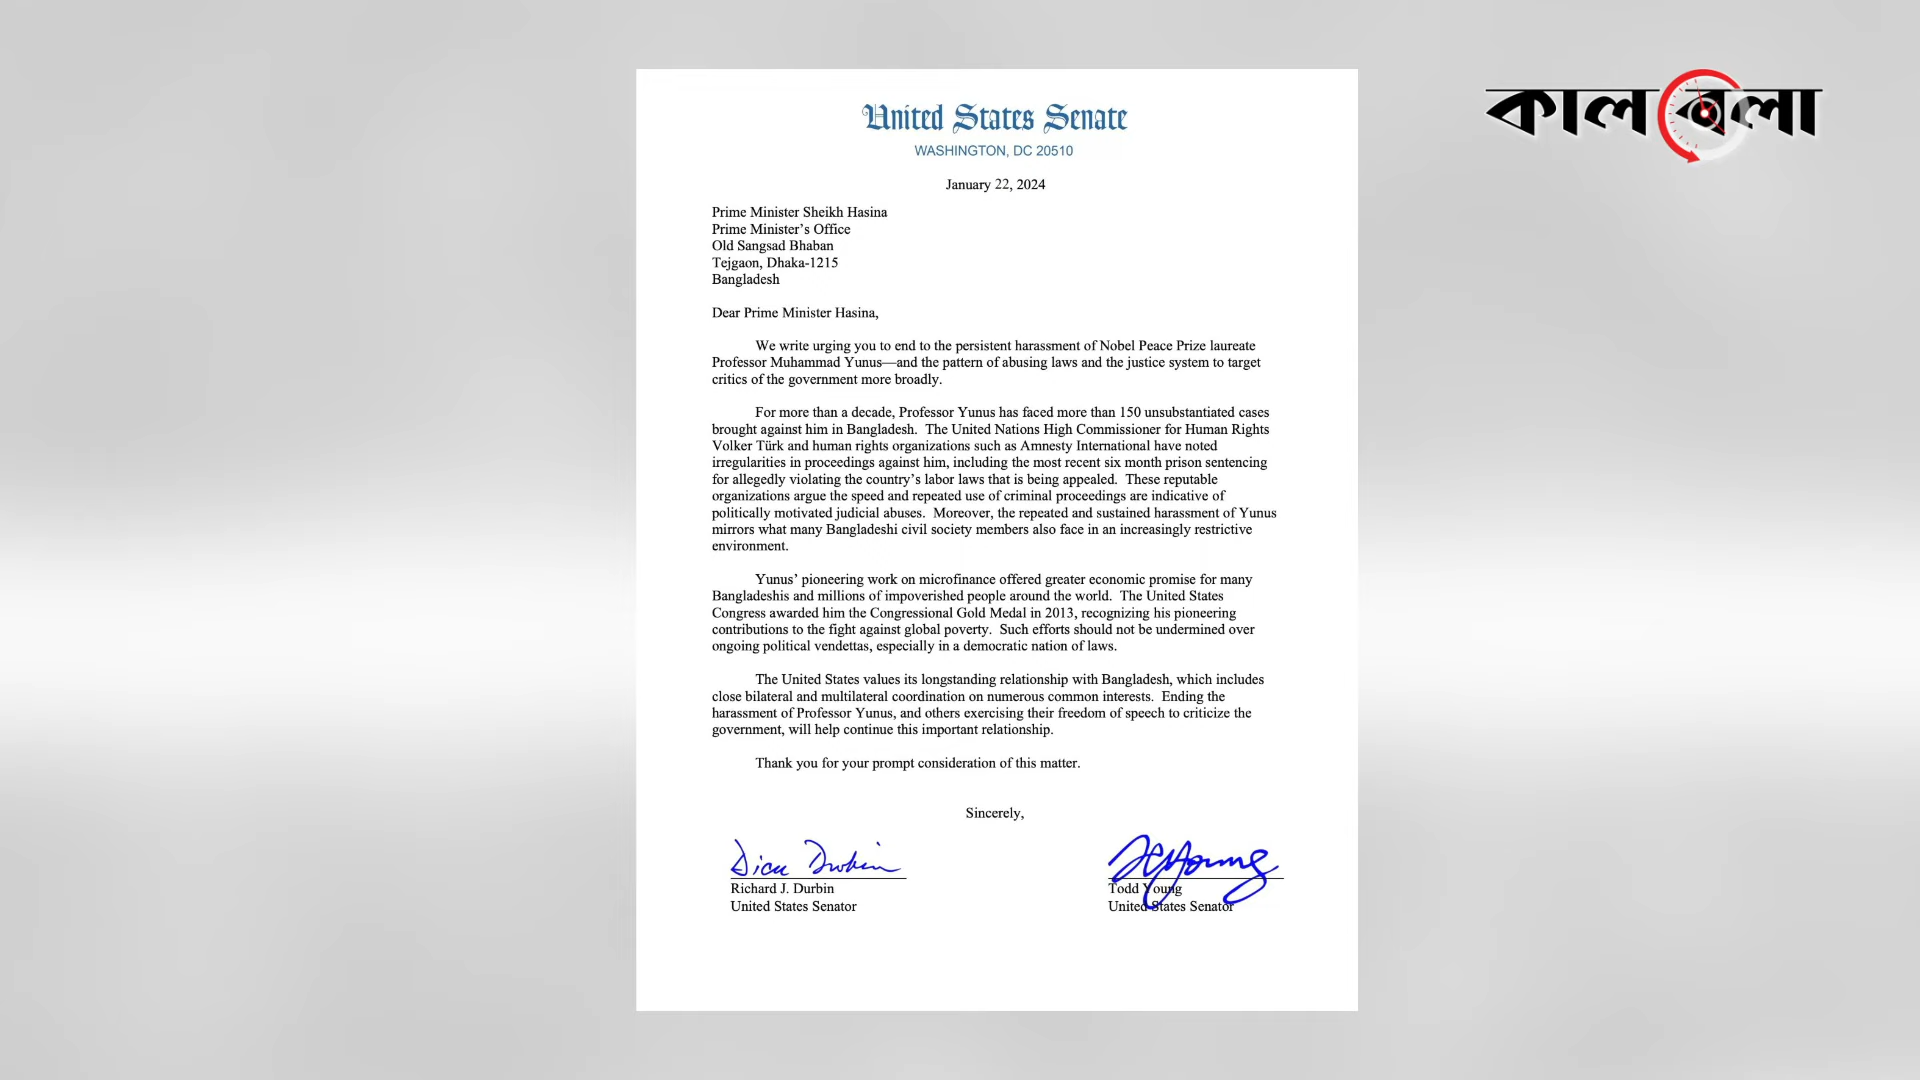 কালবেলা
United States Senate
WASHINGTON, DC 20510
January 22, 2024
Prime Minister Sheikh Hasina
Prime Minister’s Office
Old Sangsad Bhaban
Tejgaon, Dhaka-1215
Bangladesh
Dear Prime Minister Hasina,
We write urging you to end to the persistent harassment of Nobel Peace Prize laureate
Professor Muhammad Yunus—and the pattern of abusing laws and the justice system to target
critics of the government more broadly.
For more than a decade, Professor Yunus has faced more than 150 unsubstantiated cases
brought against him in Bangladesh. The United Nations High Commissioner for Human Rights
Volker Türk and human rights organizations such as Amnesty International have noted
irregularities in proceedings against him, including the most recent six month prison sentencing
for allegedly violating the country’s labor laws that is being appealed. These reputable
organizations argue the speed and repeated use of criminal proceedings are indicative of
politically motivated judicial abuses. Moreover, the repeated and sustained harassment of Yunus
mirrors what many Bangladeshi civil society members also face in an increasingly restrictive
environment.
Yunus’ pioneering work on microfinance offered greater economic promise for many
Bangladeshis and millions of impoverished people around the world. The United States
Congress awarded him the Congressional Gold Medal in 2013, recognizing his pioneering
contributions to the fight against global poverty. Such efforts should not be undermined over
ongoing political vendettas, especially in a democratic nation of laws.
The United States values its longstanding relationship with Bangladesh, which includes
close bilateral and multilateral coordination on numerous common interests. Ending the
harassment of Professor Yunus, and others exercising their freedom of speech to criticize the
government, will help continue this important relationship.
Thank you for your prompt consideration of this matter.
Sincerely,
Dick Durbin
Richard J. Durbin
United States Senator
Todd Young
United States Senator